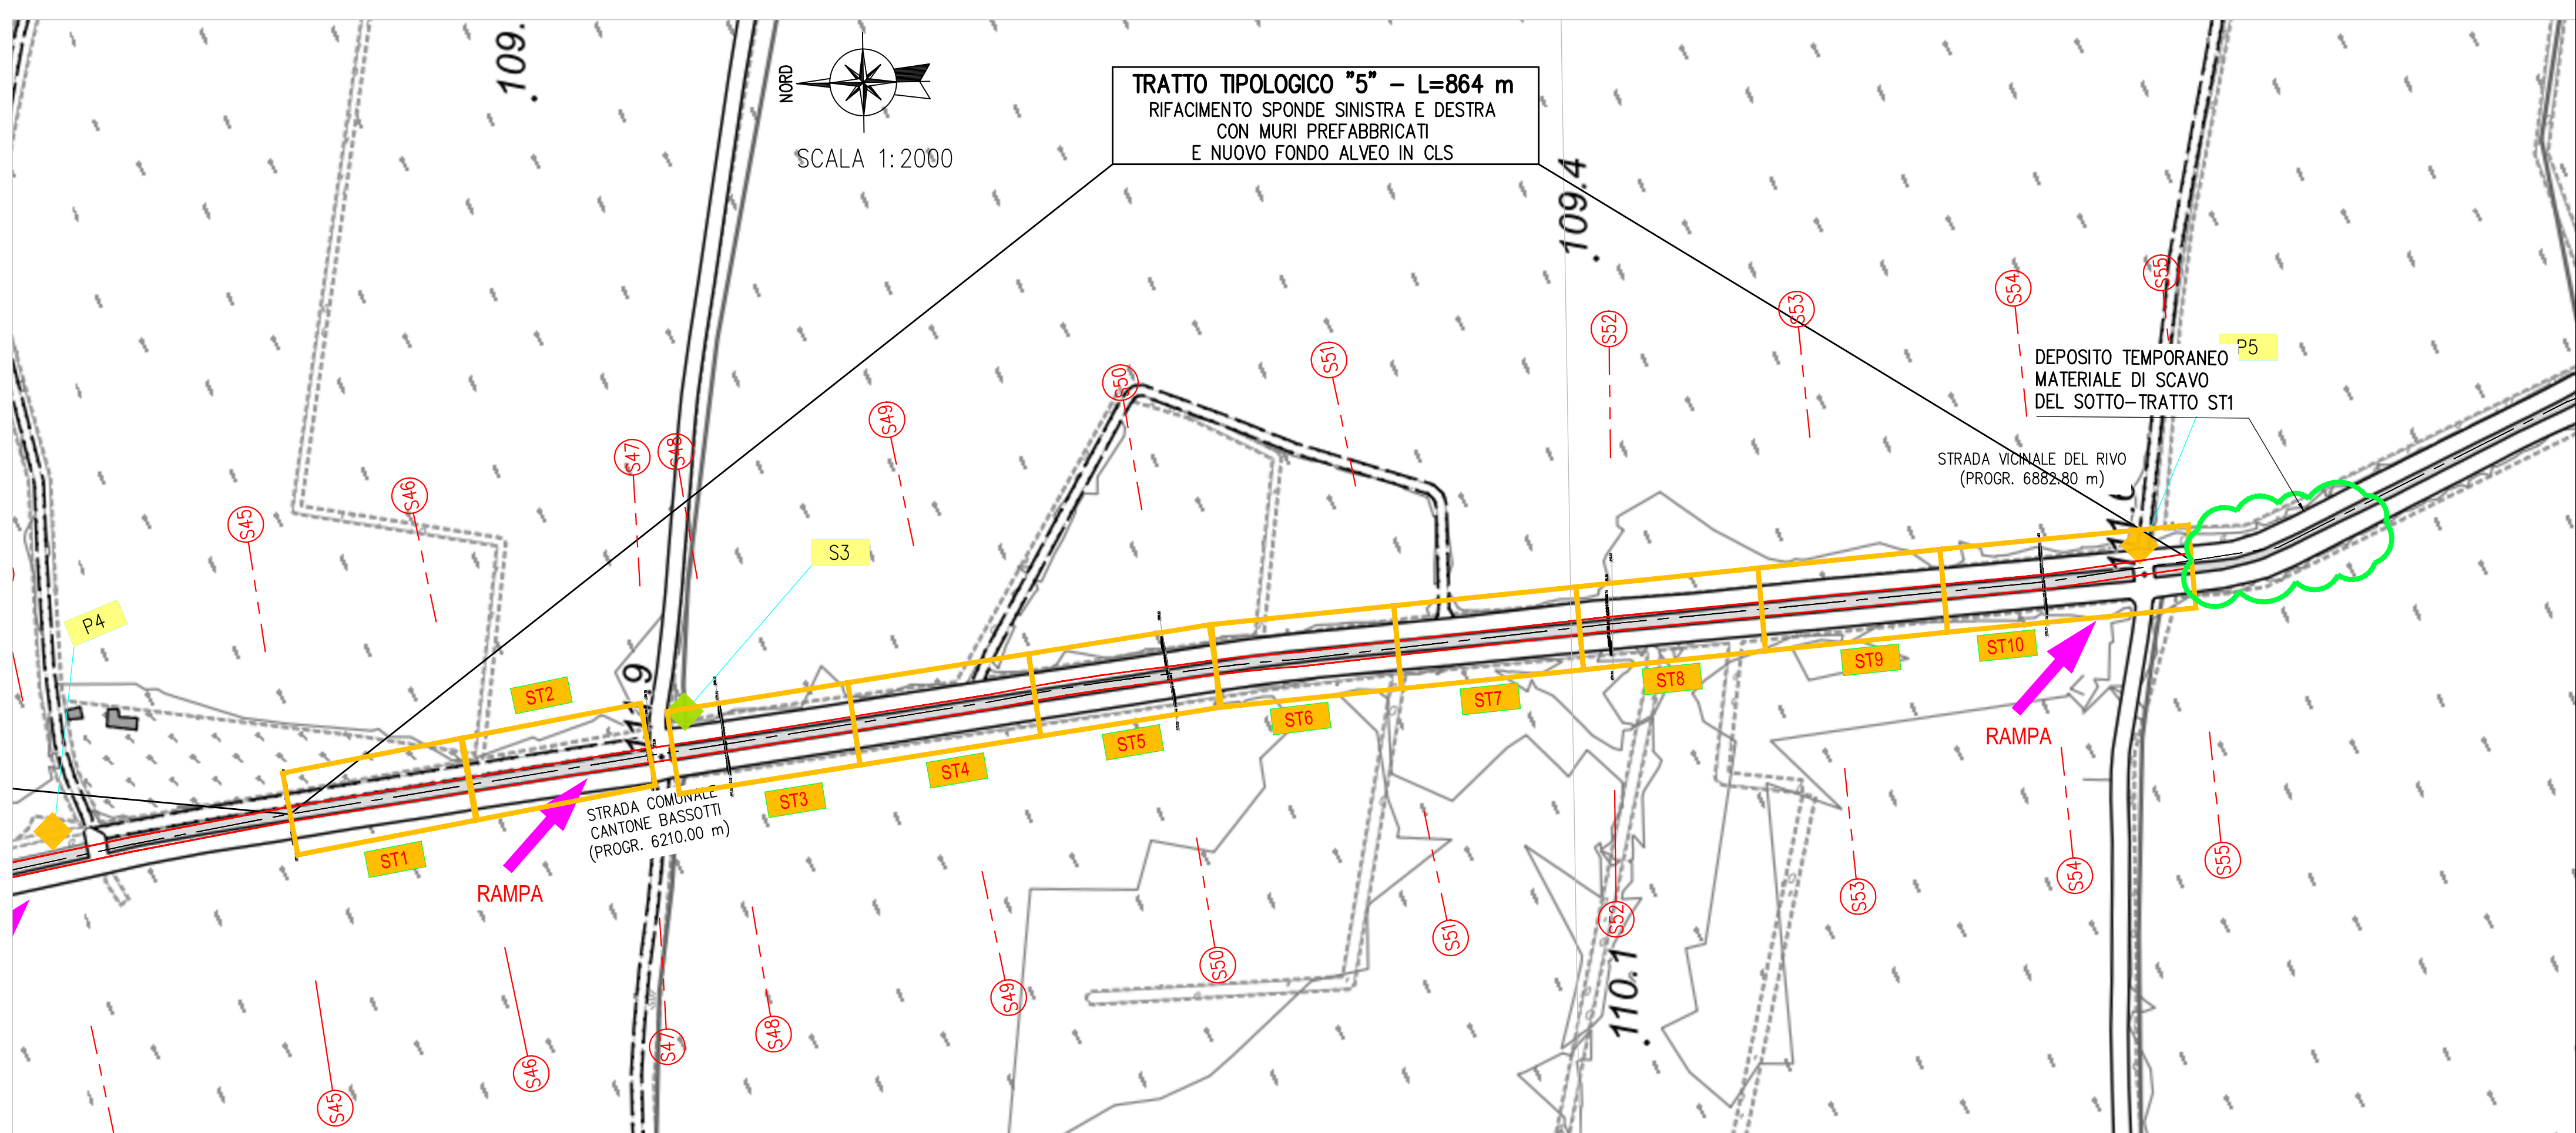 109.
NORD
SCALA 1:2000
TRATTO TIPOLOGICO "5" – L=864 m
RIFACIMENTO SPONDE SINISTRA E DESTRA
CON MURI PREFABBRICATI
E NUOVO FONDO ALVEO IN CLS
109.4
S45
S46
S47
S48
S49
S50
S51
S52
S53
S54
S55
P5
DEPOSITO TEMPORANEO
MATERIALE DI SCAVO
DEL SOTTO-TRATTO ST1
STRADA VICINALE DEL RIVO
(PROGR. 6882.80 m)
P4
S3
ST1
ST2
ST3
ST4
ST5
ST6
ST7
ST8
ST9
ST10
RAMPA
STRADA COMUNALE
CANTONE BASSOTTI
(PROGR. 6210.00 m)
RAMPA
110.1
S45
S46
S47
S48
S49
S50
S51
S52
S53
S54
S55